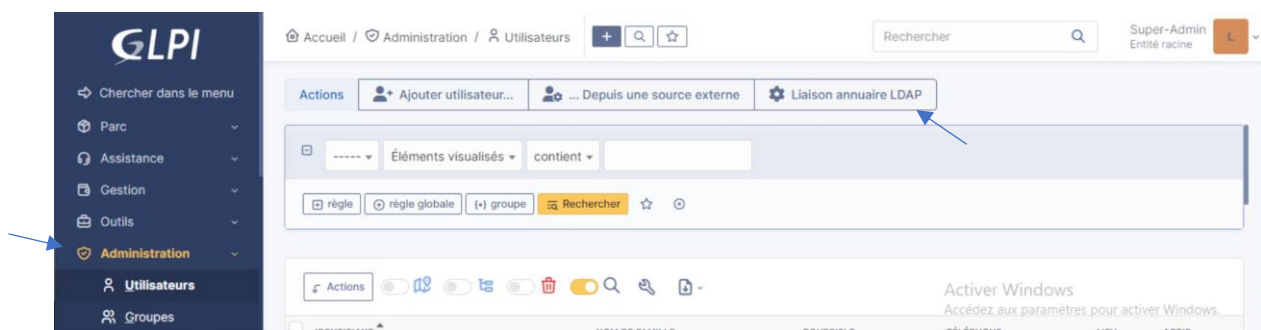 GLPI
Accueil / Administration / Utilisateurs
Rechercher
Super-Admin
Entité racine
L
Chercher dans le menu
Parc
Assistance
Gestion
Outils
Administration
Utilisateurs
Groupes
Actions
Ajouter utilisateur...
... Depuis une source externe
Liaison annuaire LDAP
-----
Éléments visualisés
contient
règle
règle globale
(+) groupe
Rechercher
Actions
Activer Windows
Accédez aux paramètres pour activer Windows.